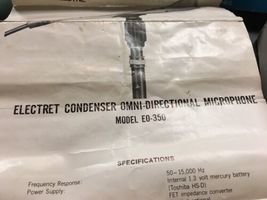 ELECTRET CONDENSER OMNI-DIRECTIONAL MICROPHONE
MODEL EO-350
SPECIFICATIONS
Frequency Response: 50-15,000 Hz
Power Supply: Internal 1.3 volt mercury battery
(Toshiba HS-D)
FET impedance converter